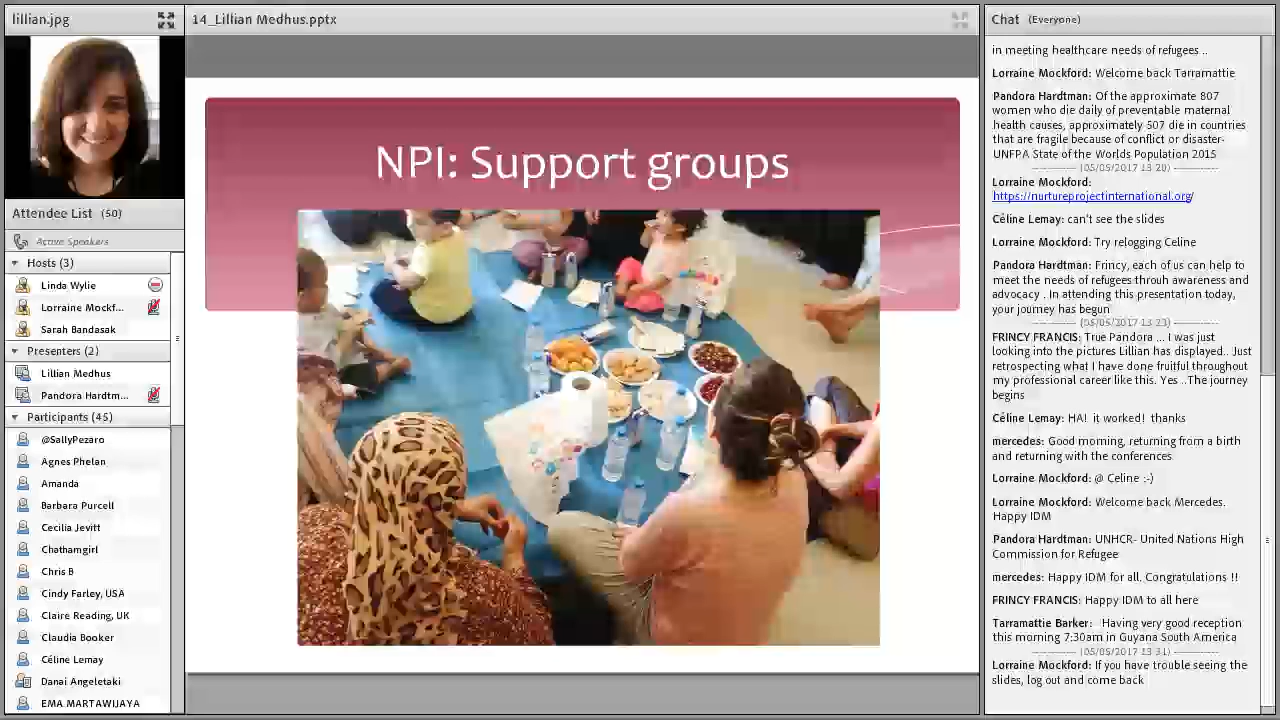 lillian.jpg
Attendee List (50)
Active Speakers
Hosts (3)
Linda Wylie
Lorraine Mockf...
Sarah Bandasak
Presenters (2)
Lillian Medhus
Pandora Hardtm...
Participants (45)
@SallyPezaro
Agnes Phelan
Amanda
Barbara Purcell
Cecilia Jevitt
Chathamgirl
Chris B
Cindy Farley, USA
Claire Reading, UK
Claudia Booker
Céline Lemay
Danai Angeletaki
EMA.MARTAWIJAYA
14_Lillian Medhus.pptx
NPI: Support groups
Chat (Everyone)
in meeting healthcare needs of refugees ..
Lorraine Mockford: Welcome back Tarramattie
Pandora Hardtman: Of the approximate 807
women who die daily of preventable maternal
health causes, approximately 507 die in countries
that are fragile because of conflict or disaster-
UNFPA State of the Worlds Population 2015
(05/05/2017 13:20)
Lorraine Mockford:
https://nurtureprojectinternational.org/
Céline Lemay: can't see the slides
Lorraine Mockford: Try relogging Celine
Pandora Hardtman: Frincy, each of us can help to
meet the needs of refugees throuh awareness and
advocacy . In attending this presentation today,
your journey has begun
(05/05/2017 13:23)
FRINCY FRANCIS: True Pandora ... I was just
looking into the pictures Lillian has displayed.. Just
retrospecting what I have done fruitful throughout
my professional career like this. Yes ..The journey
begins
Céline Lemay: HA! it worked! thanks
mercedes: Good morning, returning from a birth
and returning with the conferences.
Lorraine Mockford: @ Celine :-)
Lorraine Mockford: Welcome back Mercedes.
Happy IDM
Pandora Hardtman: UNHCR- United Nations High
Commission for Refugee
mercedes: Happy IDM for all. Congratulations !!
FRINCY FRANCIS: Happy IDM to all here
Tarramattie Barker: Having very good reception
this morning 7:30am in Guyana South America
(05/05/2017 13:31)
Lorraine Mockford: If you have trouble seeing the
slides, log out and come back